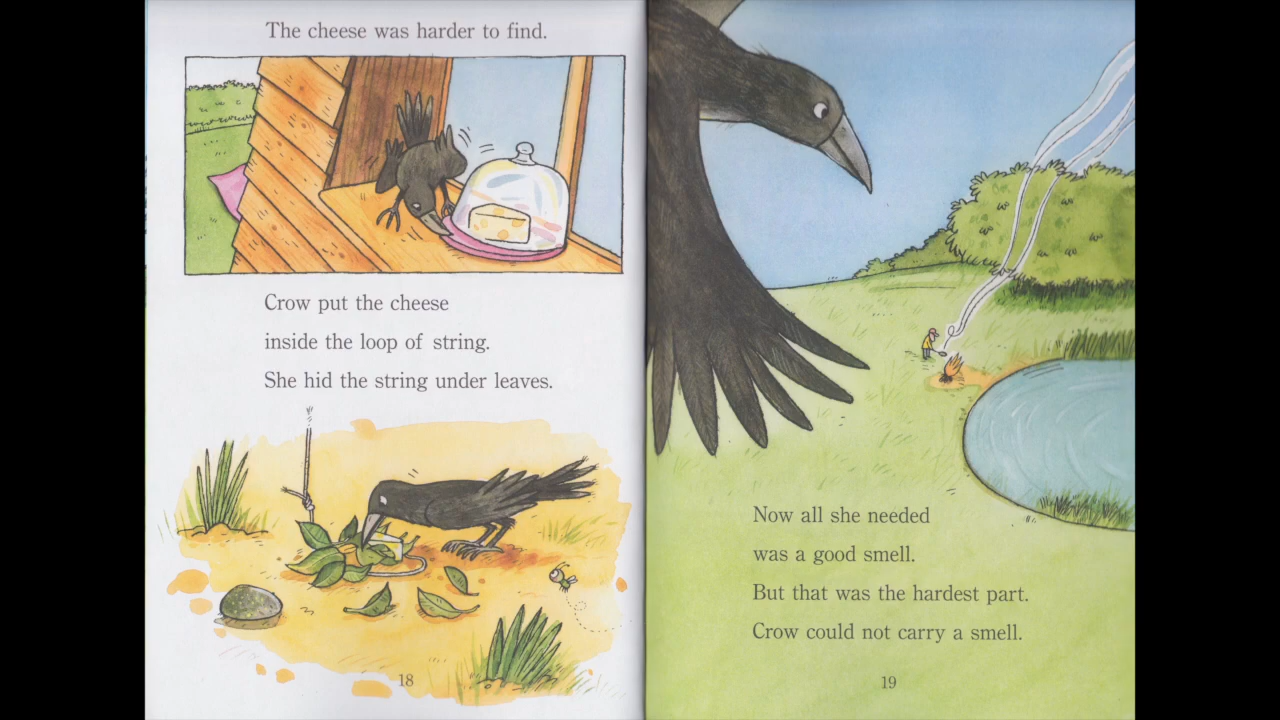 The cheese was harder to find.
Crow put the cheese
inside the loop of string.
She hid the string under leaves.
18
Now all she needed
was a good smell.
But that was the hardest part.
Crow could not carry a smell.
19